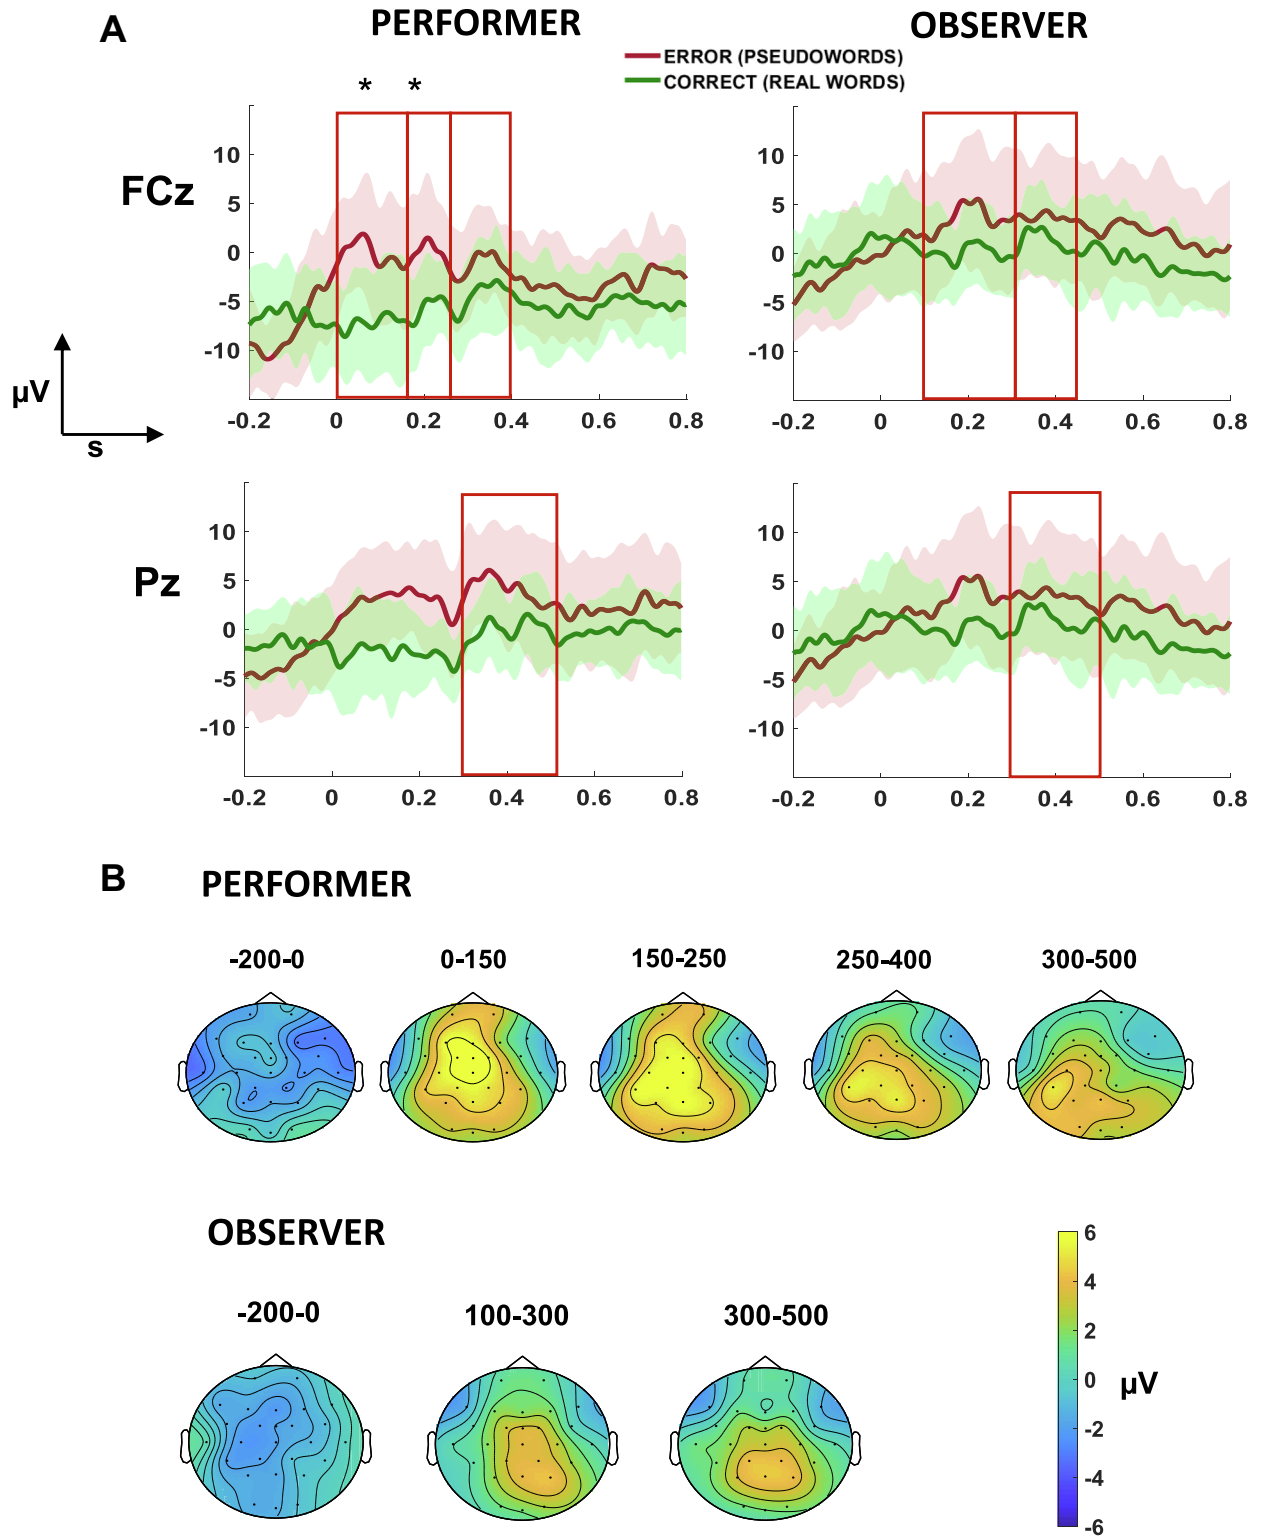 A
PERFORMER
OBSERVER
ERROR (PSEUDOWORDS)
CORRECT (REAL WORDS)
* *
FCz
10
5
0
-5
-10
-0.2 0 0.2 0.4 0.6 0.8
10
5
0
-5
-10
-0.2 0 0.2 0.4 0.6 0.8
µV
s
Pz
10
5
0
-5
-10
-0.2 0 0.2 0.4 0.6 0.8
10
5
0
-5
-10
-0.2 0 0.2 0.4 0.6 0.8
B
PERFORMER
-200-0 0-150 150-250 250-400 300-500
OBSERVER
-200-0 100-300 300-500
6
4
2
0
-2
-4
-6
µV